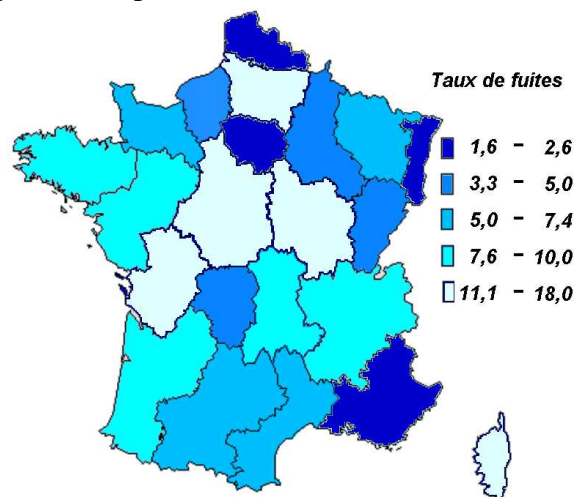 Taux de fuites
1,6 - 2,6
3,3 - 5,0
5,0 - 7,4
7,6 - 10,0
11,1 - 18,0